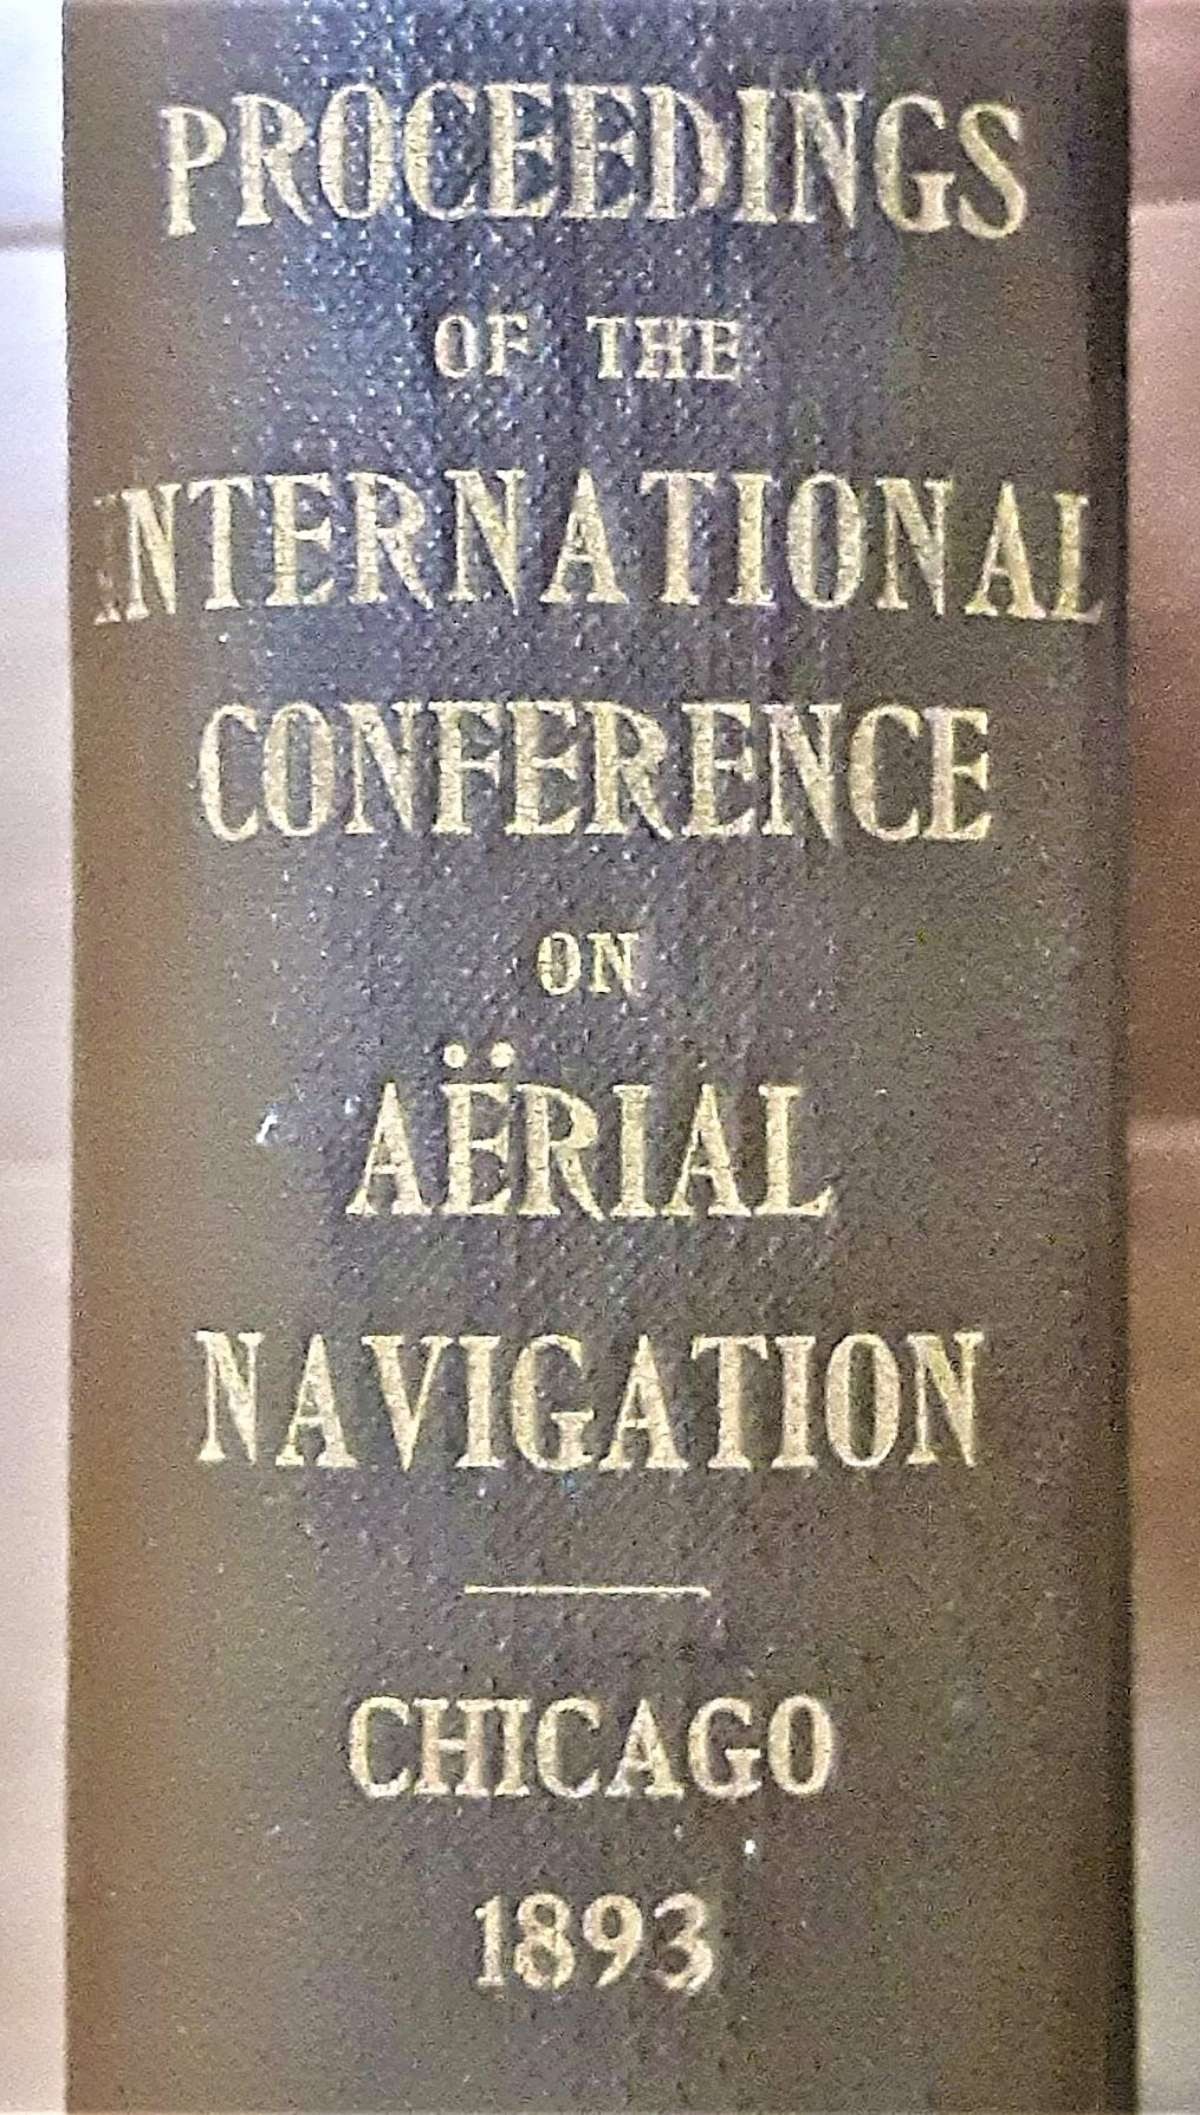 PROCEEDINGS
OF THE
INTERNATIONAL
CONFERENCE
ON
AËRIAL
NAVIGATION
CHICAGO
1893